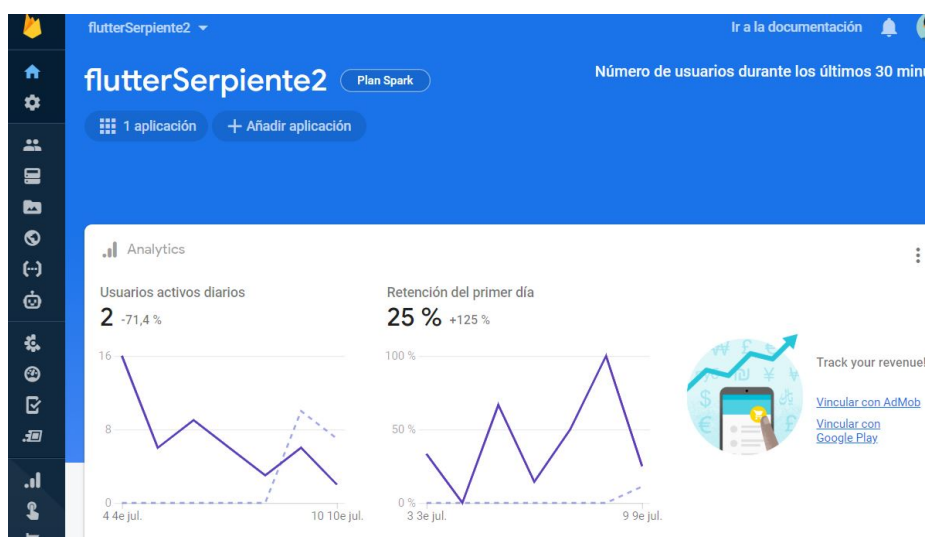 flutterSerpiente2
Ir a la documentación
flutterSerpiente2 Plan Spark
Número de usuarios durante los últimos 30
1 aplicación + Añadir aplicación
Analytics
Usuarios activos diarios
2 -71,4 %
16
8
0
4 4e jul. 10 10e jul.
Retención del primer día
25 % +125 %
100 %
50 %
0 %
3 3e jul. 9 9e jul.
Track your revenue!
Vincular con AdMob
Vincular con
Google Play